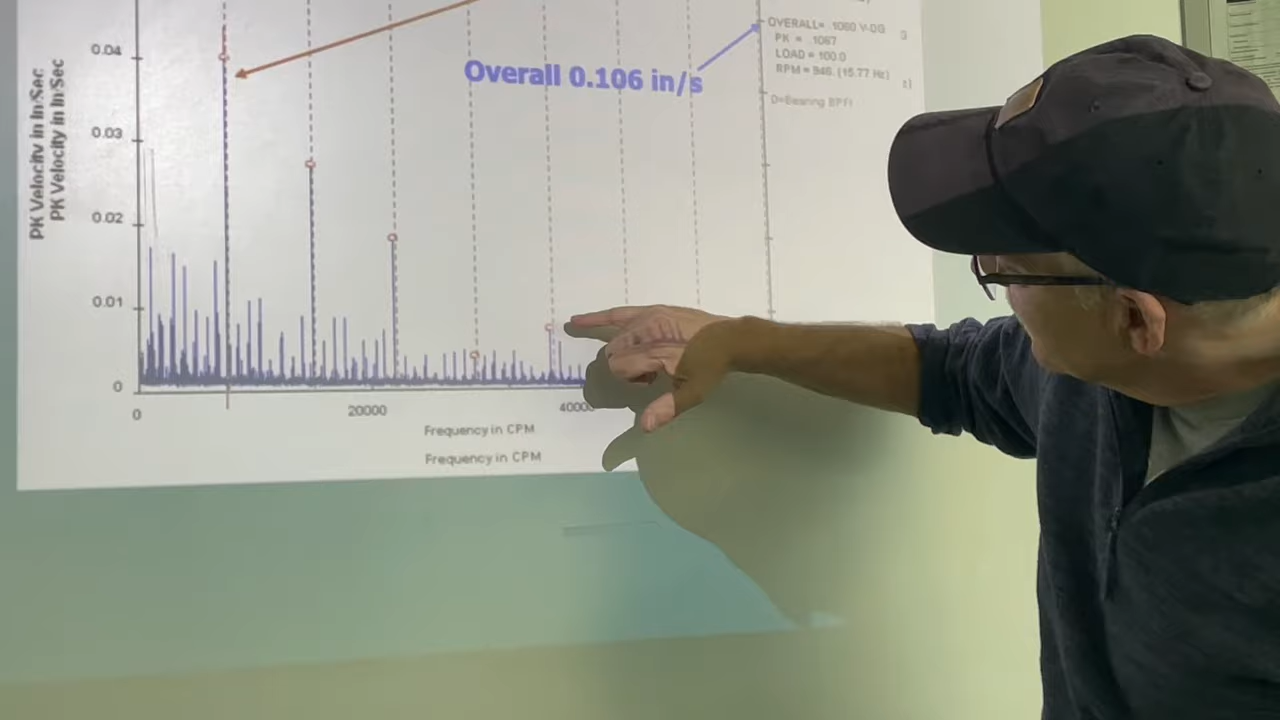 OVERALL= .1060 V-DG
PK = .1067
LOAD = 100.0
RPM = 946. (15.77 Hz)
D=Bearing BPFI
Overall 0.106 in/s
PK Velocity in In/Sec
PK Velocity in In/Sec
0.04
0.03
0.02
0.01
0
0
20000
40000
Frequency in CPM
Frequency in CPM